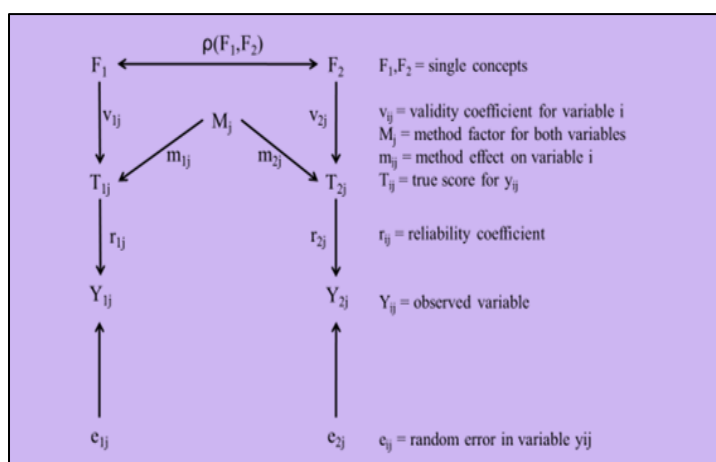 ρ(F₁,F₂)
F₁ F₂ F₁,F₂ = single concepts
v₁ⱼ v₂ⱼ vᵢⱼ = validity coefficient for variable i
Mⱼ Mⱼ = method factor for both variables
m₁ⱼ m₂ⱼ mᵢⱼ = method effect on variable i
T₁ⱼ T₂ⱼ Tᵢⱼ = true score for yᵢⱼ
r₁ⱼ r₂ⱼ rᵢⱼ = reliability coefficient
Y₁ⱼ Y₂ⱼ Yᵢⱼ = observed variable
e₁ⱼ e₂ⱼ eᵢⱼ = random error in variable yij